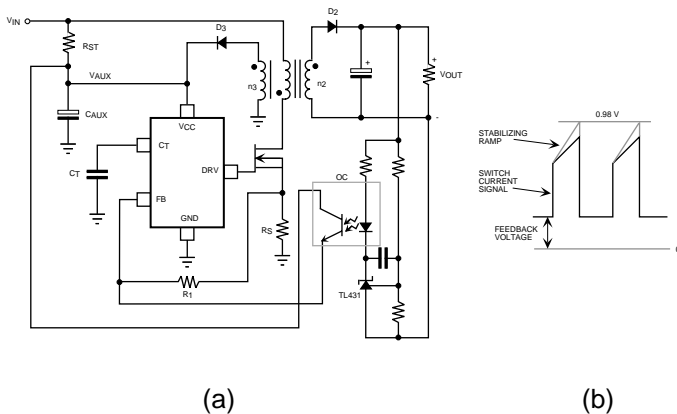 VIN
RST
VAUX
CAUX
D3
n3
n2
D2
+
+
VOUT
-
VCC
CT
CT
FB
DRV
GND
RS
R1
OC
TL431
(a)
0.98 V
STABILIZING
RAMP
SWITCH
CURRENT
SIGNAL
FEEDBACK
VOLTAGE
(b)